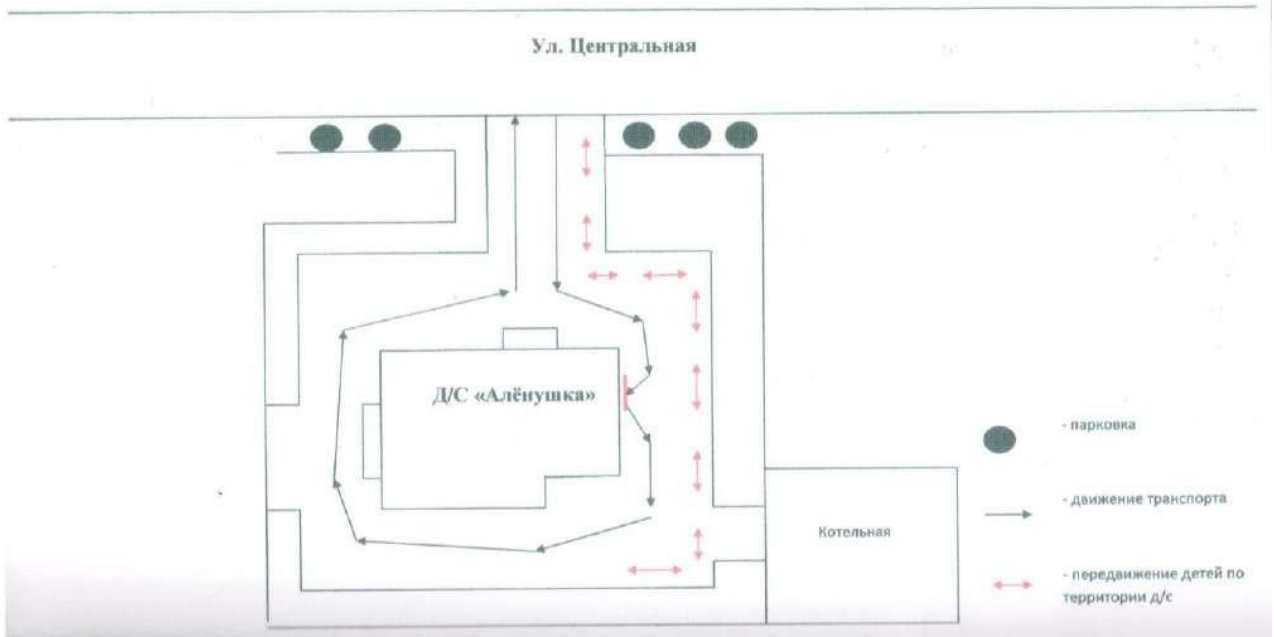 Ул. Центральная
Д/С «Алёнушка»
- парковка
- движение транспорта
Котельная
- передвижение детей по
территории д/с